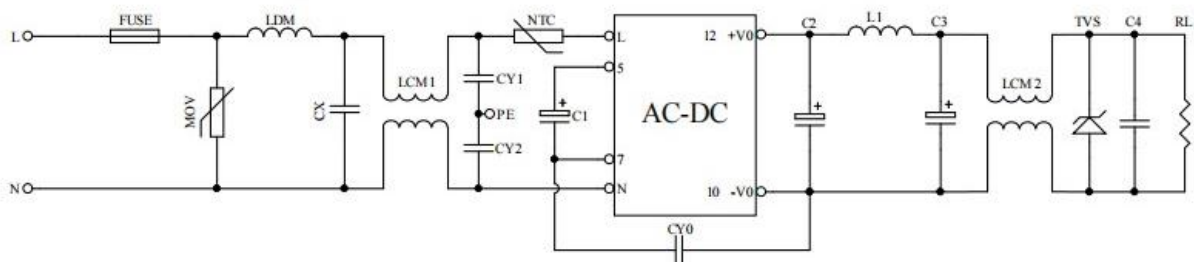 FUSE
LDM
NTC
C2
L1
C3
TVS
C4
RL
L
L
12
+V0
LCM1
5
LCM2
CY1
MOV
CX
PE
C1
AC-DC
CY2
7
N
N
10
-V0
CY0